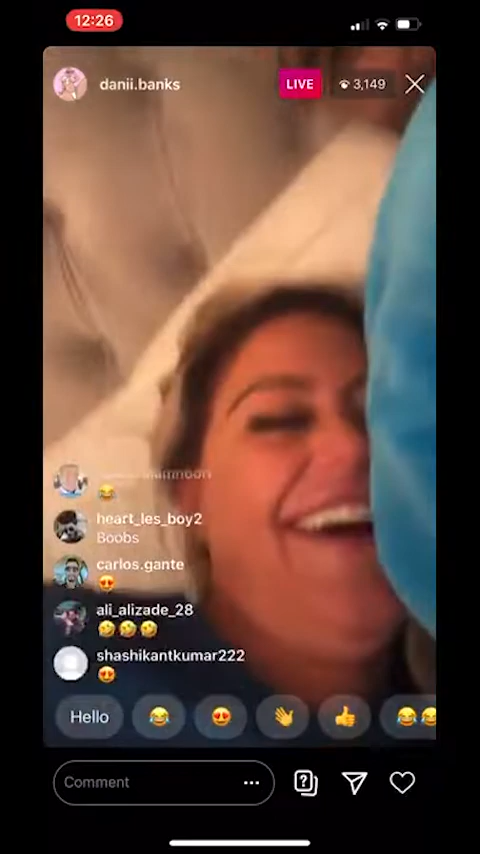 12:26
danii.banks
LIVE
3,149
heart_les_boy2
Boobs
carlos.gante
😍
ali_alizade_28
🤣🤣🤣
shashikantkumar222
😍
Hello
Comment